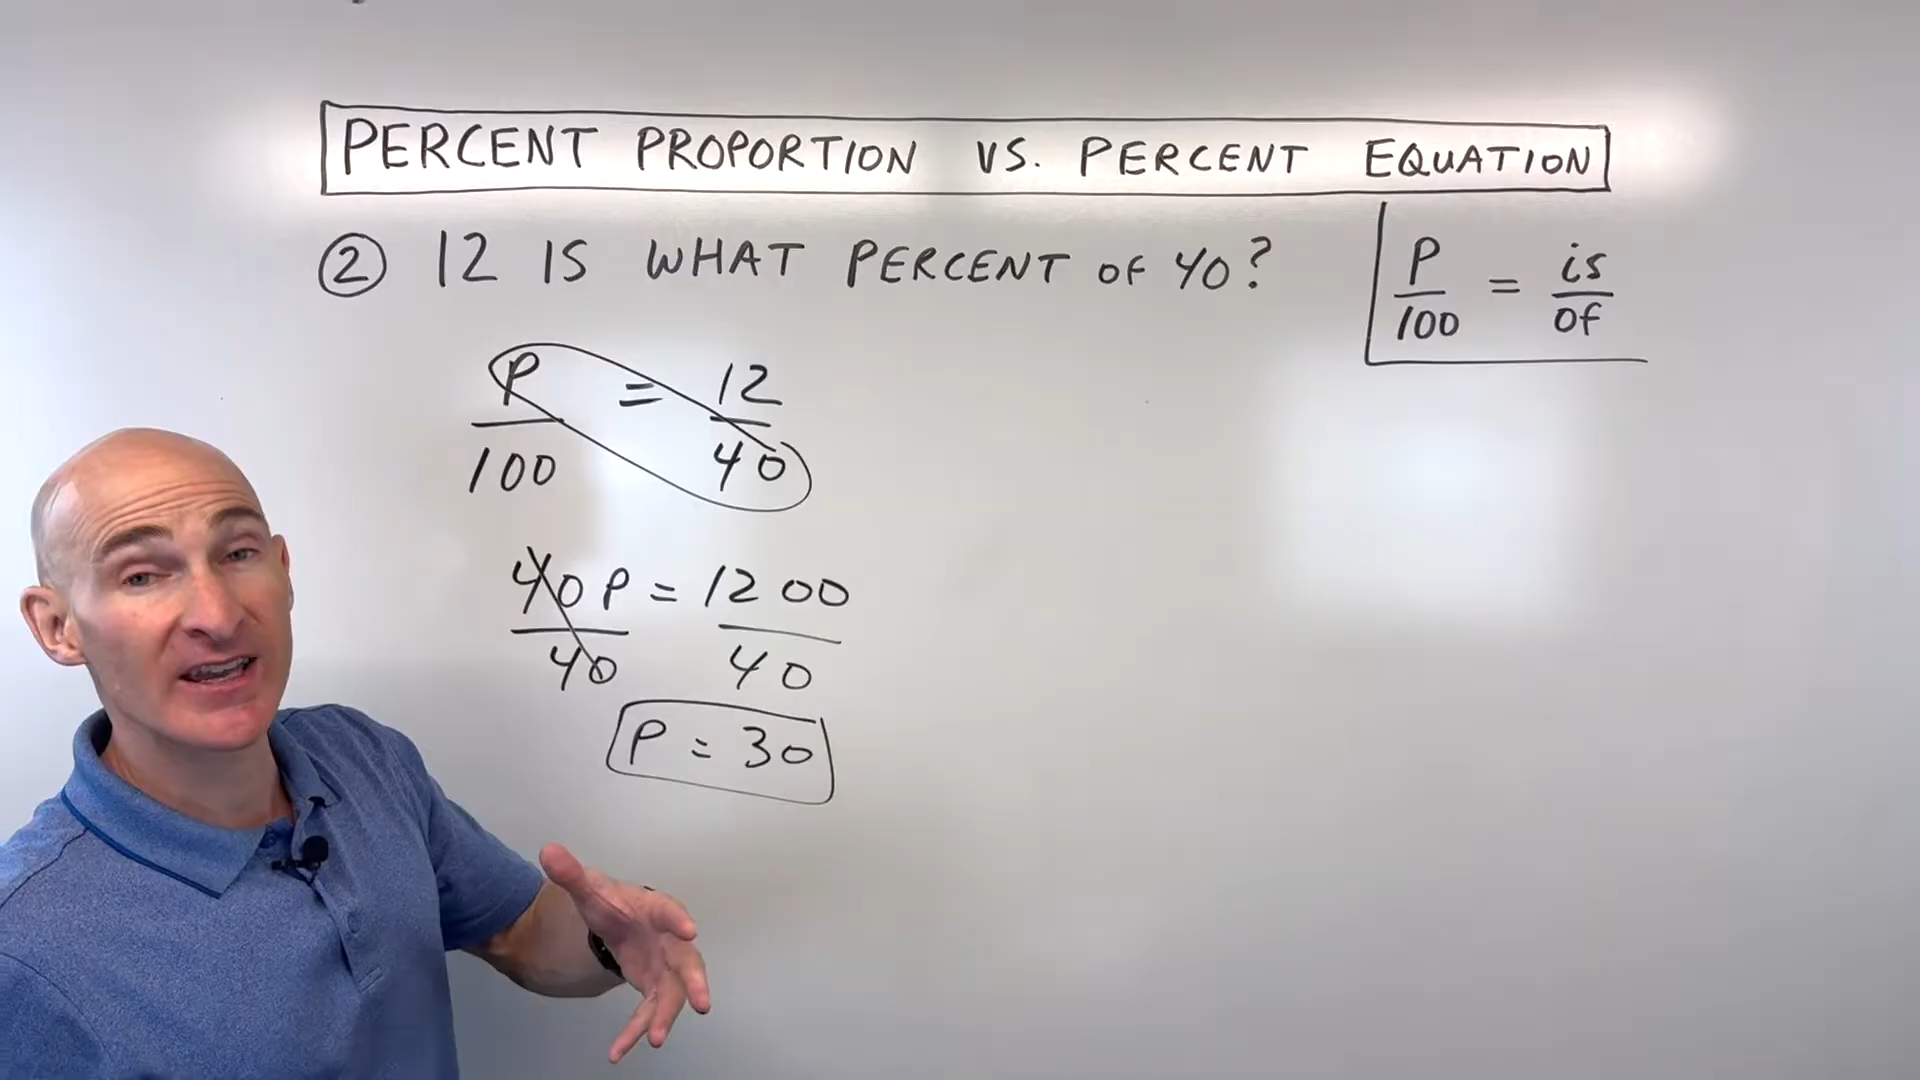 PERCENT PROPORTION VS. PERCENT EQUATION
② 12 IS WHAT PERCENT OF 40?
P = is
100 of
P = 12
100 40
40 P = 1200
40 40
P = 30